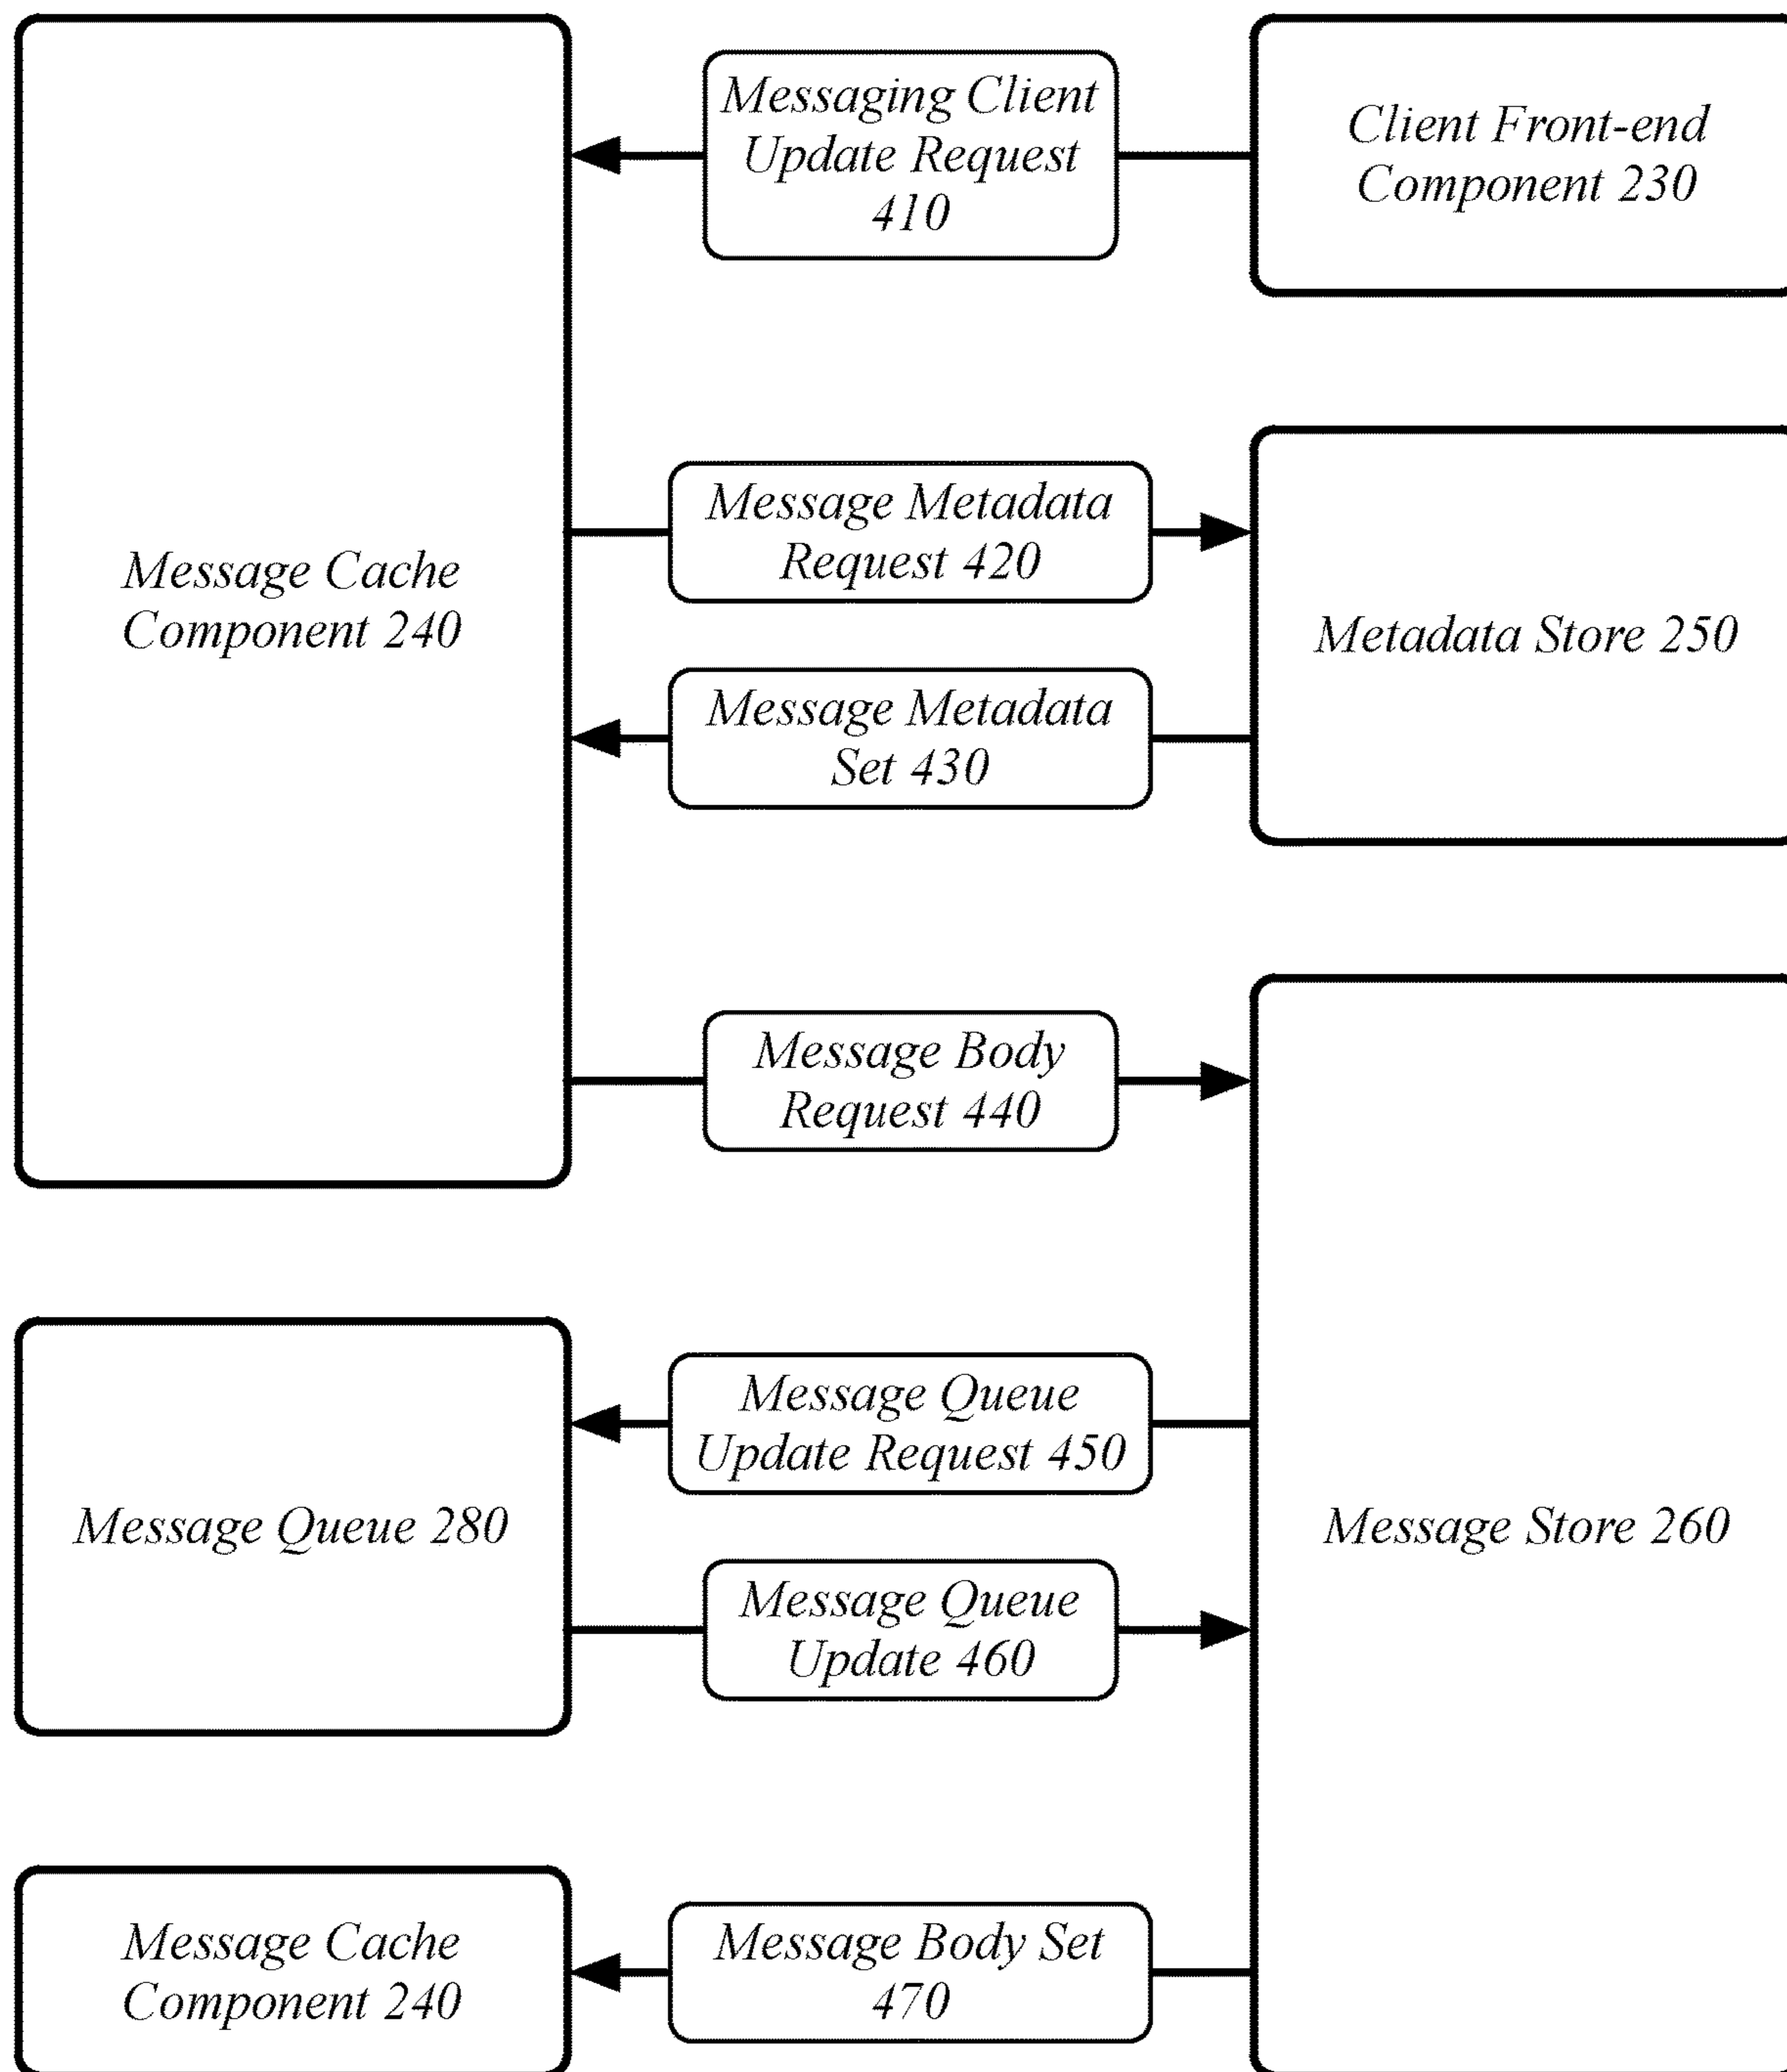 Messaging Client
Update Request
410
Client Front-end
Component 230
Message Cache
Component 240
Message Metadata
Request 420
Metadata Store 250
Message Metadata
Set 430
Message Body
Request 440
Message Queue
Update Request 450
Message Queue 280
Message Store 260
Message Queue
Update 460
Message Cache
Component 240
Message Body Set
470